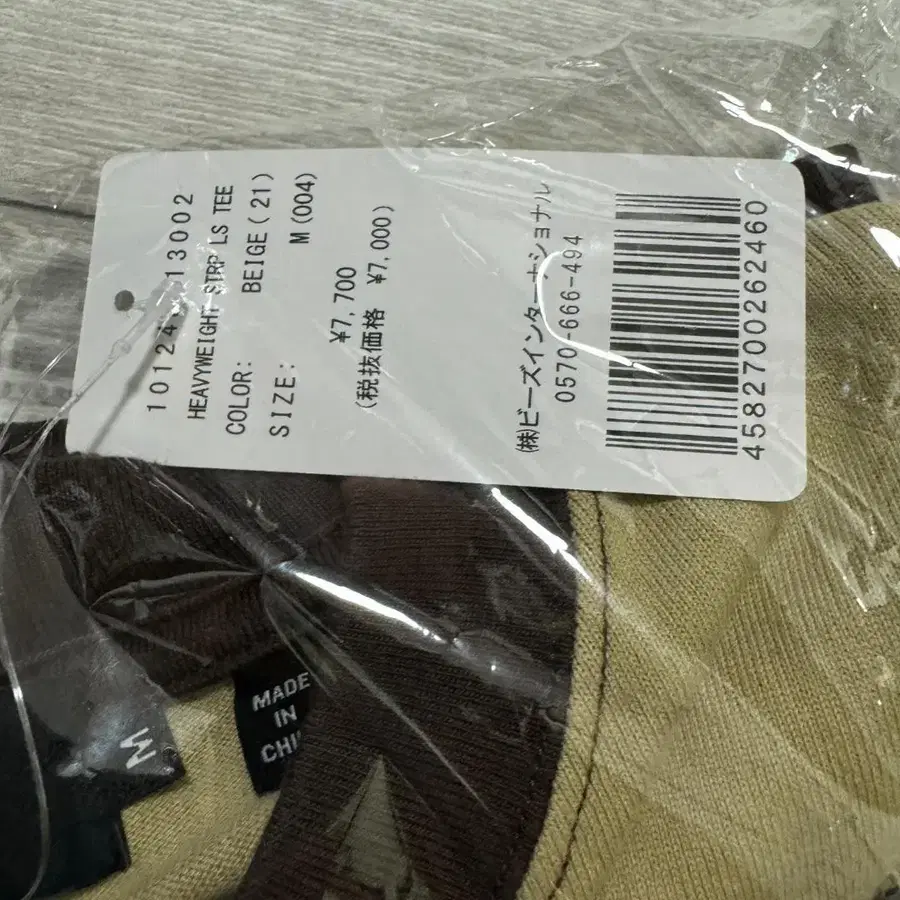 HEAVYWEIGHT STRP LS TEE
COLOR: BEIGE(21)
SIZE: M(004)
¥7,700
(税抜価格 ¥7,000)
㈱ビーズインターナショナル
0570-666-494
4582700262460
M
MADE
IN